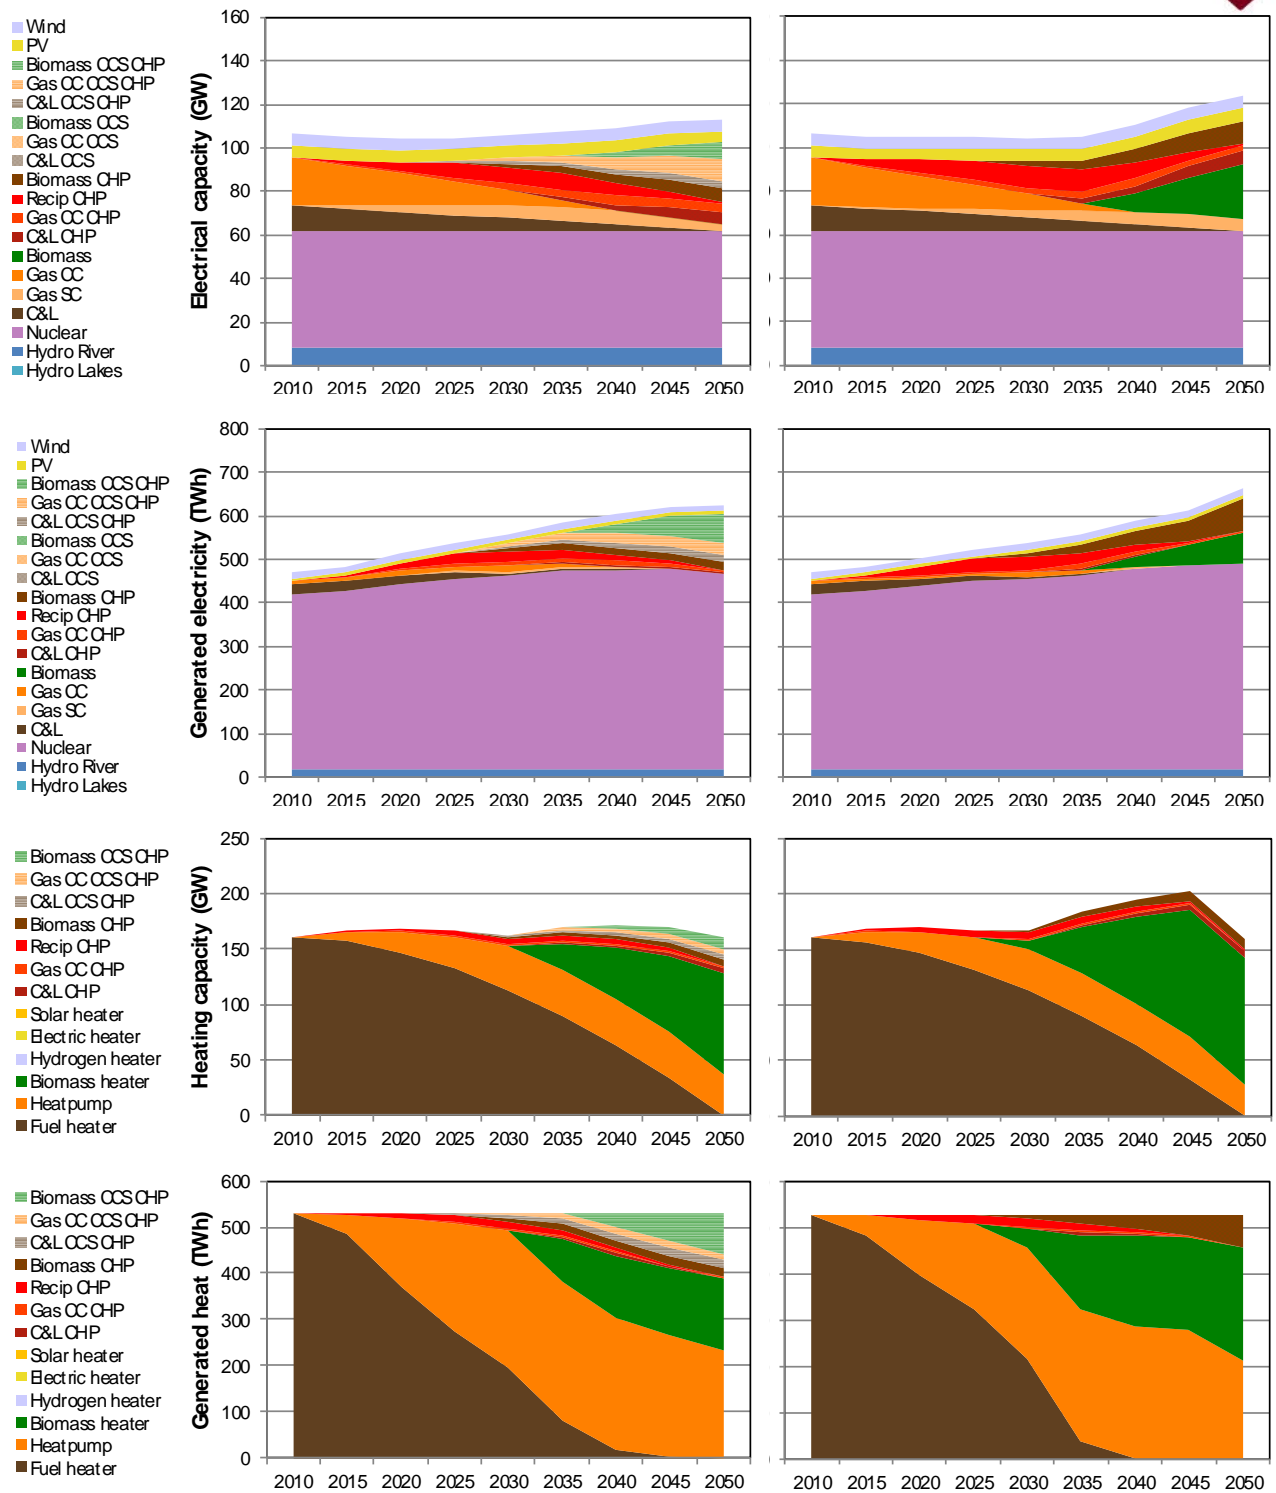 Wind
PV
Biomass CCS CHP
Gas CC CCS CHP
C&L CCS CHP
Biomass CCS
Gas CC CCS
C&L CCS
Biomass CHP
Recip CHP
Gas CC CHP
C&L CHP
Biomass
Gas CC
Gas SC
C&L
Nuclear
Hydro River
Hydro Lakes
Electrical capacity (GW)
160
140
120
100
80
60
40
20
0
2010 2015 2020 2025 2030 2035 2040 2045 2050
2010 2015 2020 2025 2030 2035 2040 2045 2050
Wind
PV
Biomass CCS CHP
Gas CC CCS CHP
C&L CCS CHP
Biomass CCS
Gas CC CCS
C&L CCS
Biomass CHP
Recip CHP
Gas CC CHP
C&L CHP
Biomass
Gas CC
Gas SC
C&L
Nuclear
Hydro River
Hydro Lakes
Generated electricity (TWh)
800
700
600
500
400
300
200
100
0
2010 2015 2020 2025 2030 2035 2040 2045 2050
2010 2015 2020 2025 2030 2035 2040 2045 2050
Biomass CCS CHP
Gas CC CCS CHP
C&L CCS CHP
Biomass CHP
Recip CHP
Gas CC CHP
C&L CHP
Solar heater
Electric heater
Hydrogen heater
Biomass heater
Heat pump
Fuel heater
Heating capacity (GW)
250
200
150
100
50
0
2010 2015 2020 2025 2030 2035 2040 2045 2050
2010 2015 2020 2025 2030 2035 2040 2045 2050
Biomass CCS CHP
Gas CC CCS CHP
C&L CCS CHP
Biomass CHP
Recip CHP
Gas CC CHP
C&L CHP
Solar heater
Electric heater
Hydrogen heater
Biomass heater
Heat pump
Fuel heater
Generated heat (TWh)
600
500
400
300
200
100
0
2010 2015 2020 2025 2030 2035 2040 2045 2050
2010 2015 2020 2025 2030 2035 2040 2045 2050